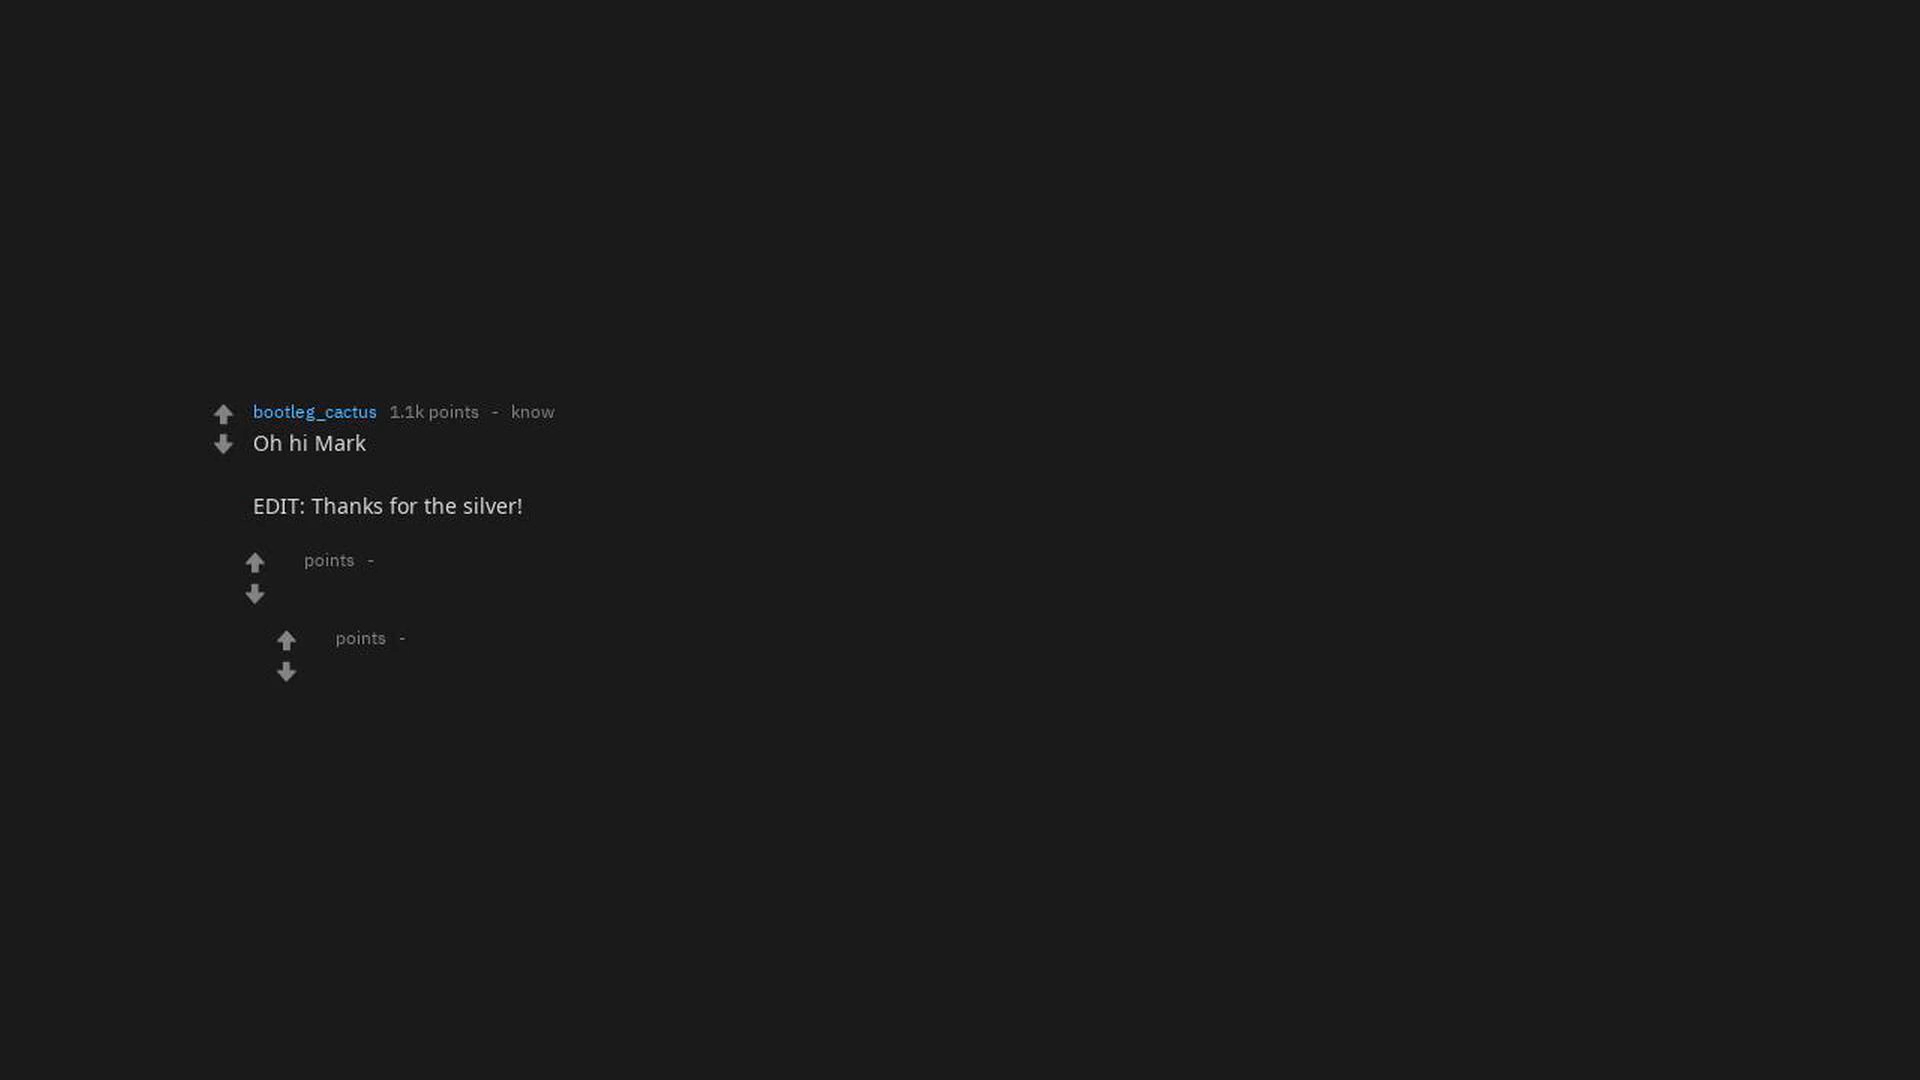 bootleg_cactus 1.1k points - know
Oh hi Mark
EDIT: Thanks for the silver!
points -
points -